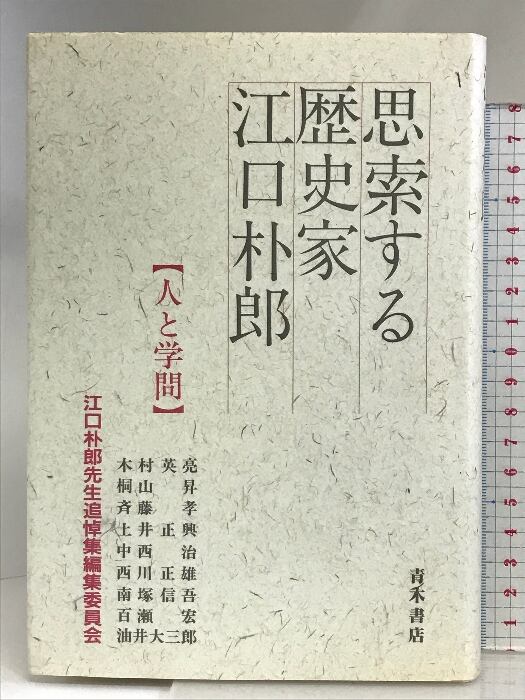 思索する
歴史家
江口朴郎
【人と学問】
木村英亮
桐山昇
斉藤孝
土井正興
中西治
西川正雄
南塚信吾
百瀬宏
油井大三郎
江口朴郎先生追悼集編集委員会
青木書店